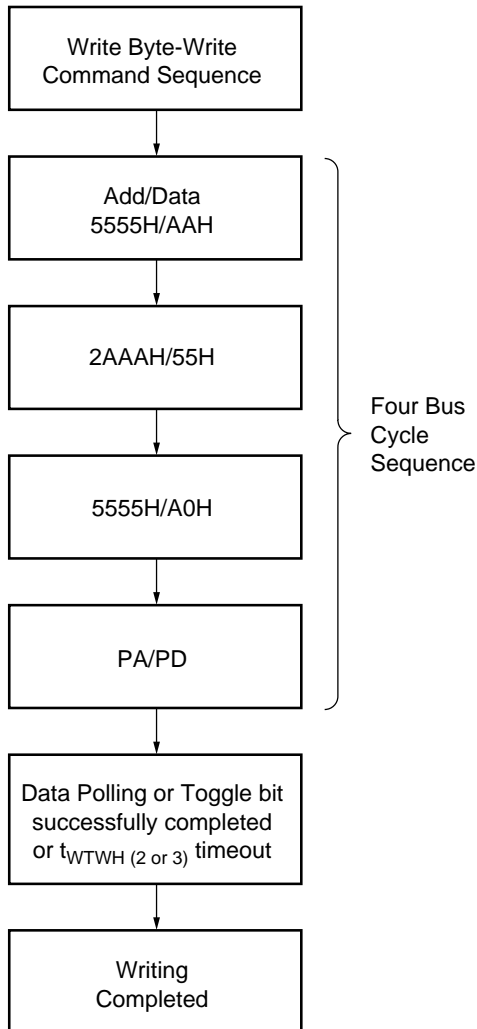 Write Byte-Write
Command Sequence
Add/Data
5555H/AAH
2AAAH/55H
5555H/A0H
PA/PD
Four Bus
Cycle
Sequence
Data Polling or Toggle bit
successfully completed
or tWTWH (2 or 3) timeout
Writing
Completed